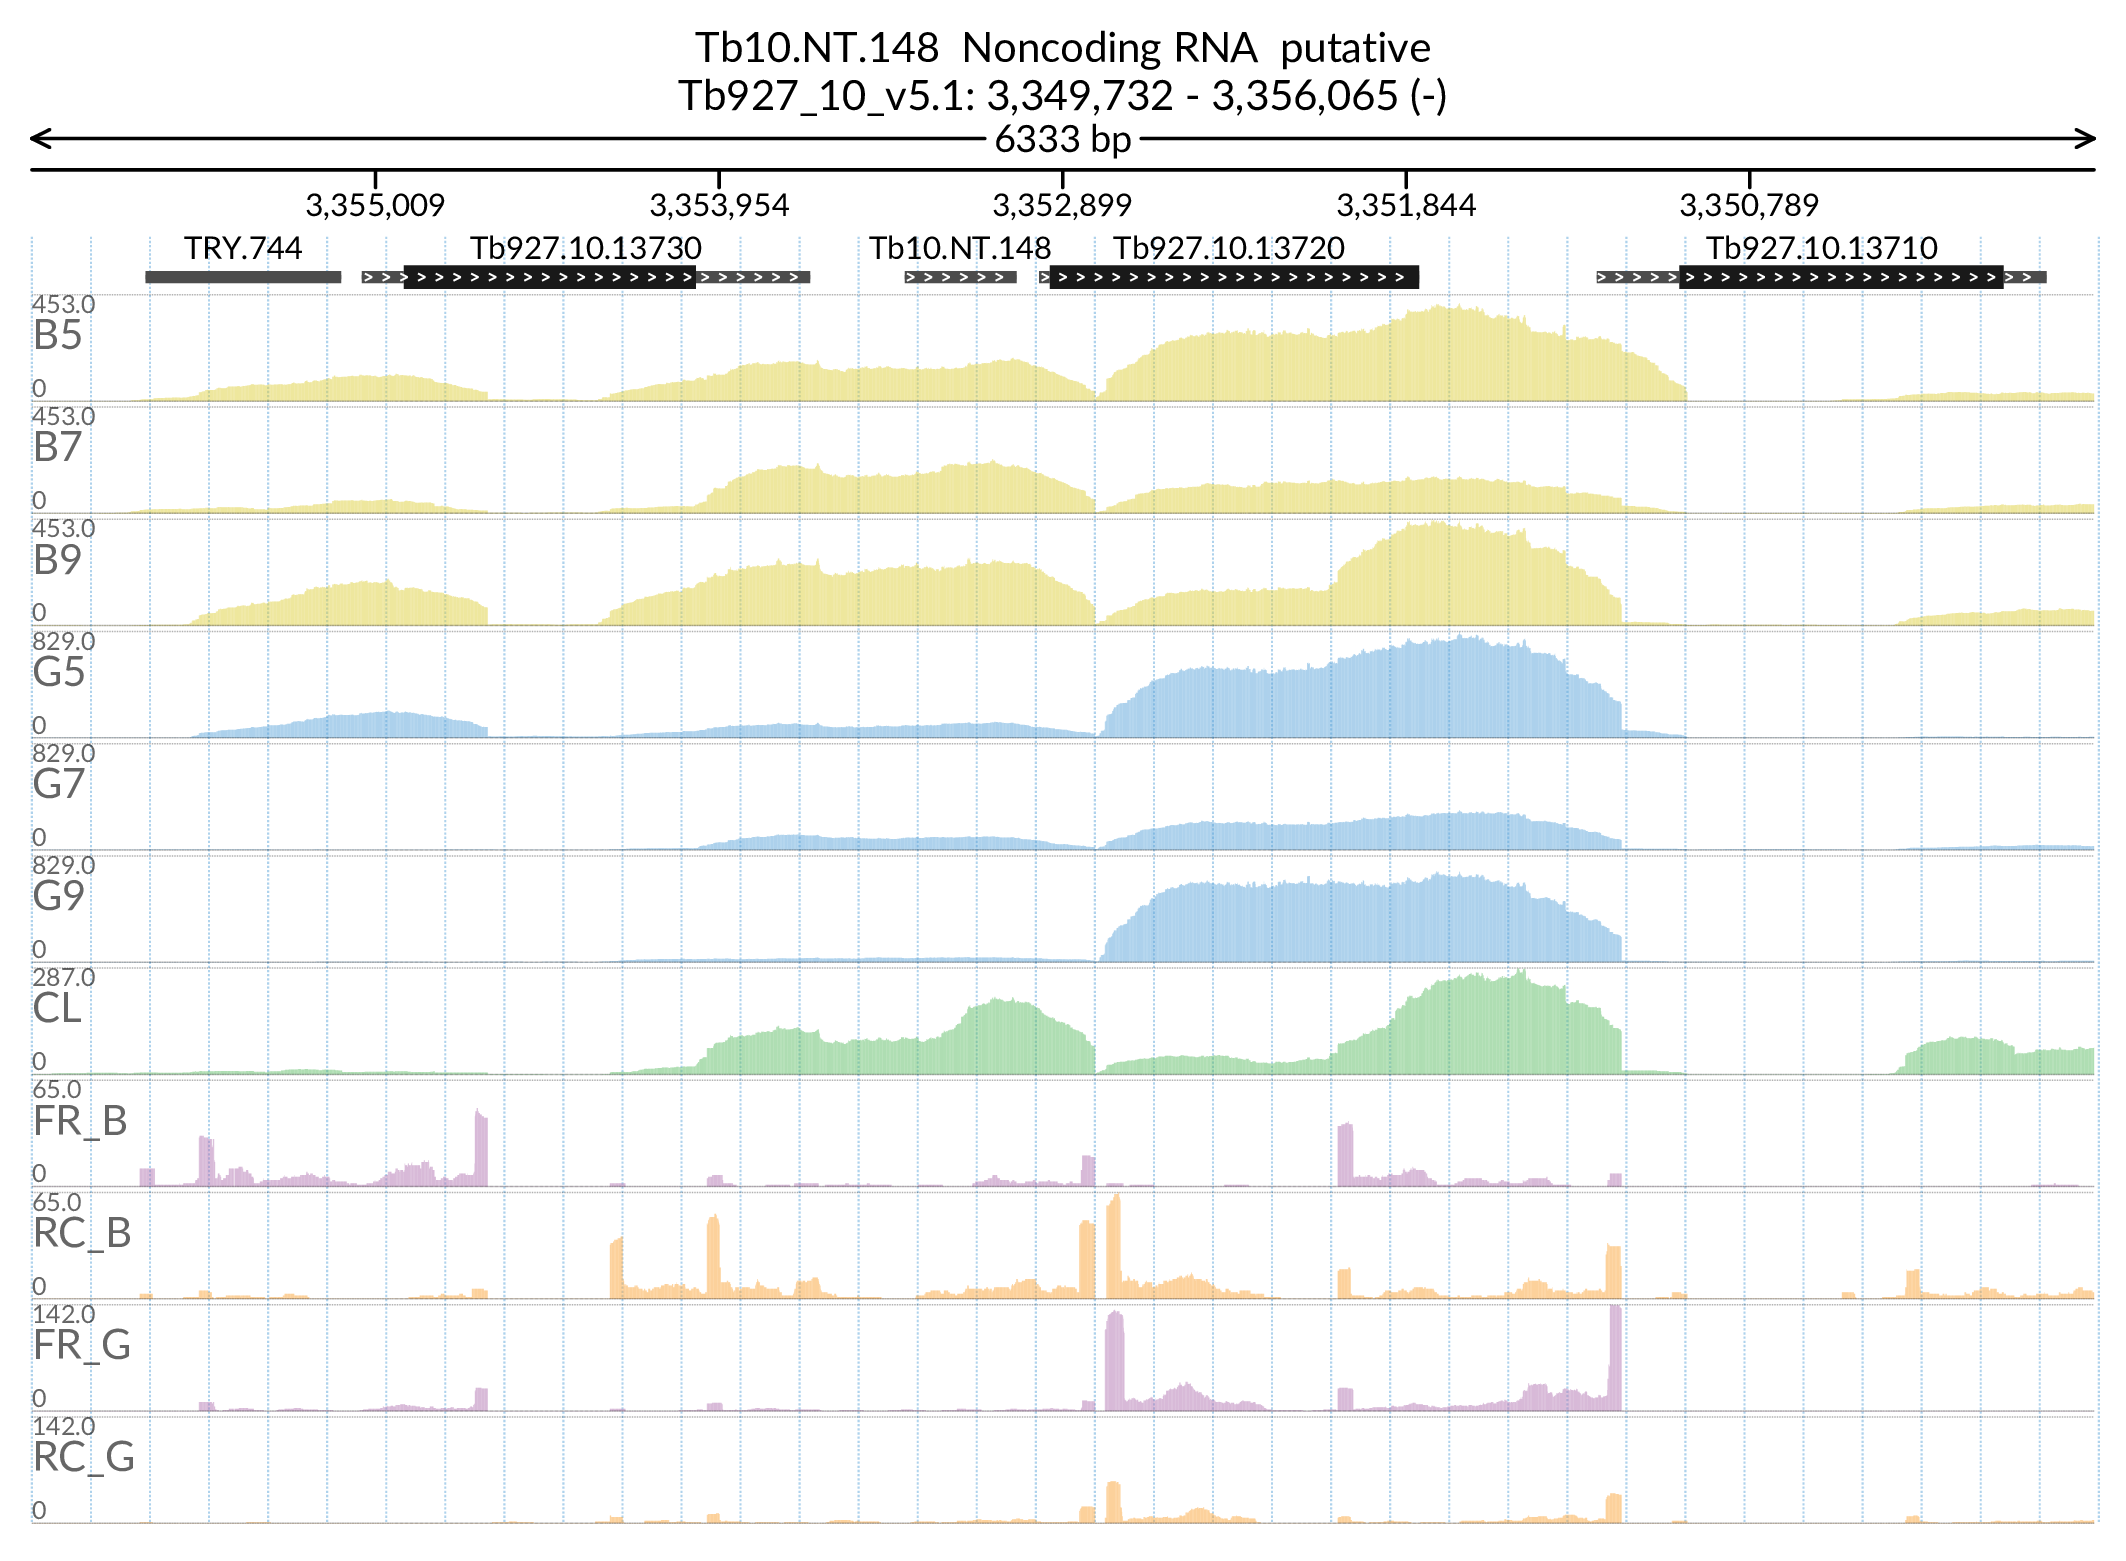 Tb10.NT.148 Noncoding RNA putative
Tb927_10_v5.1: 3,349,732 - 3,356,065 (-)
6333 bp
3,355,009 3,353,954 3,352,899 3,351,844 3,350,789
TRY.744 Tb927.10.13730 Tb10.NT.148 Tb927.10.13720 Tb927.10.13710
453.0
B5
0
453.0
B7
0
453.0
B9
0
829.0
G5
0
829.0
G7
0
829.0
G9
0
287.0
CL
0
65.0
FR_B
0
65.0
RC_B
0
142.0
FR_G
0
142.0
RC_G
0